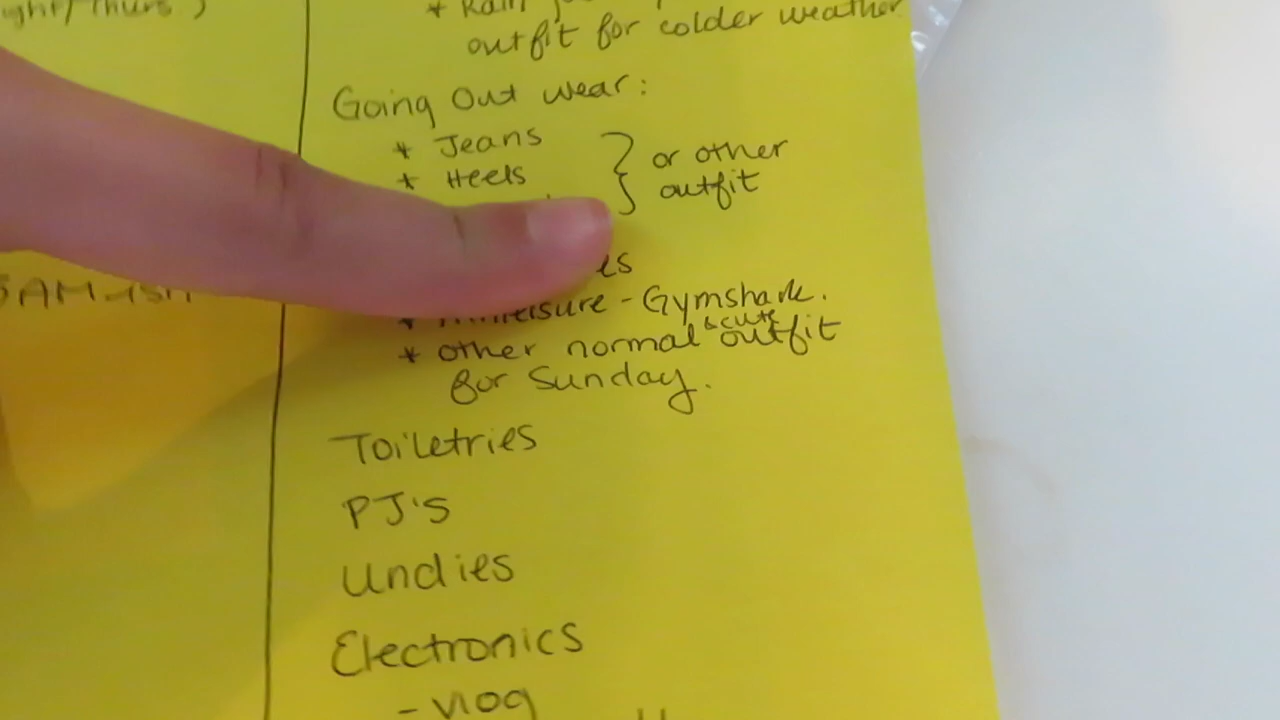 outfit for colder weather
Going Out wear:
* Jeans
* Heels
} or other
outfit
- Gymshark.
* other normal & cute outfit
for Sunday.
Toiletries
PJ's
Undies
Electronics
- Vlog